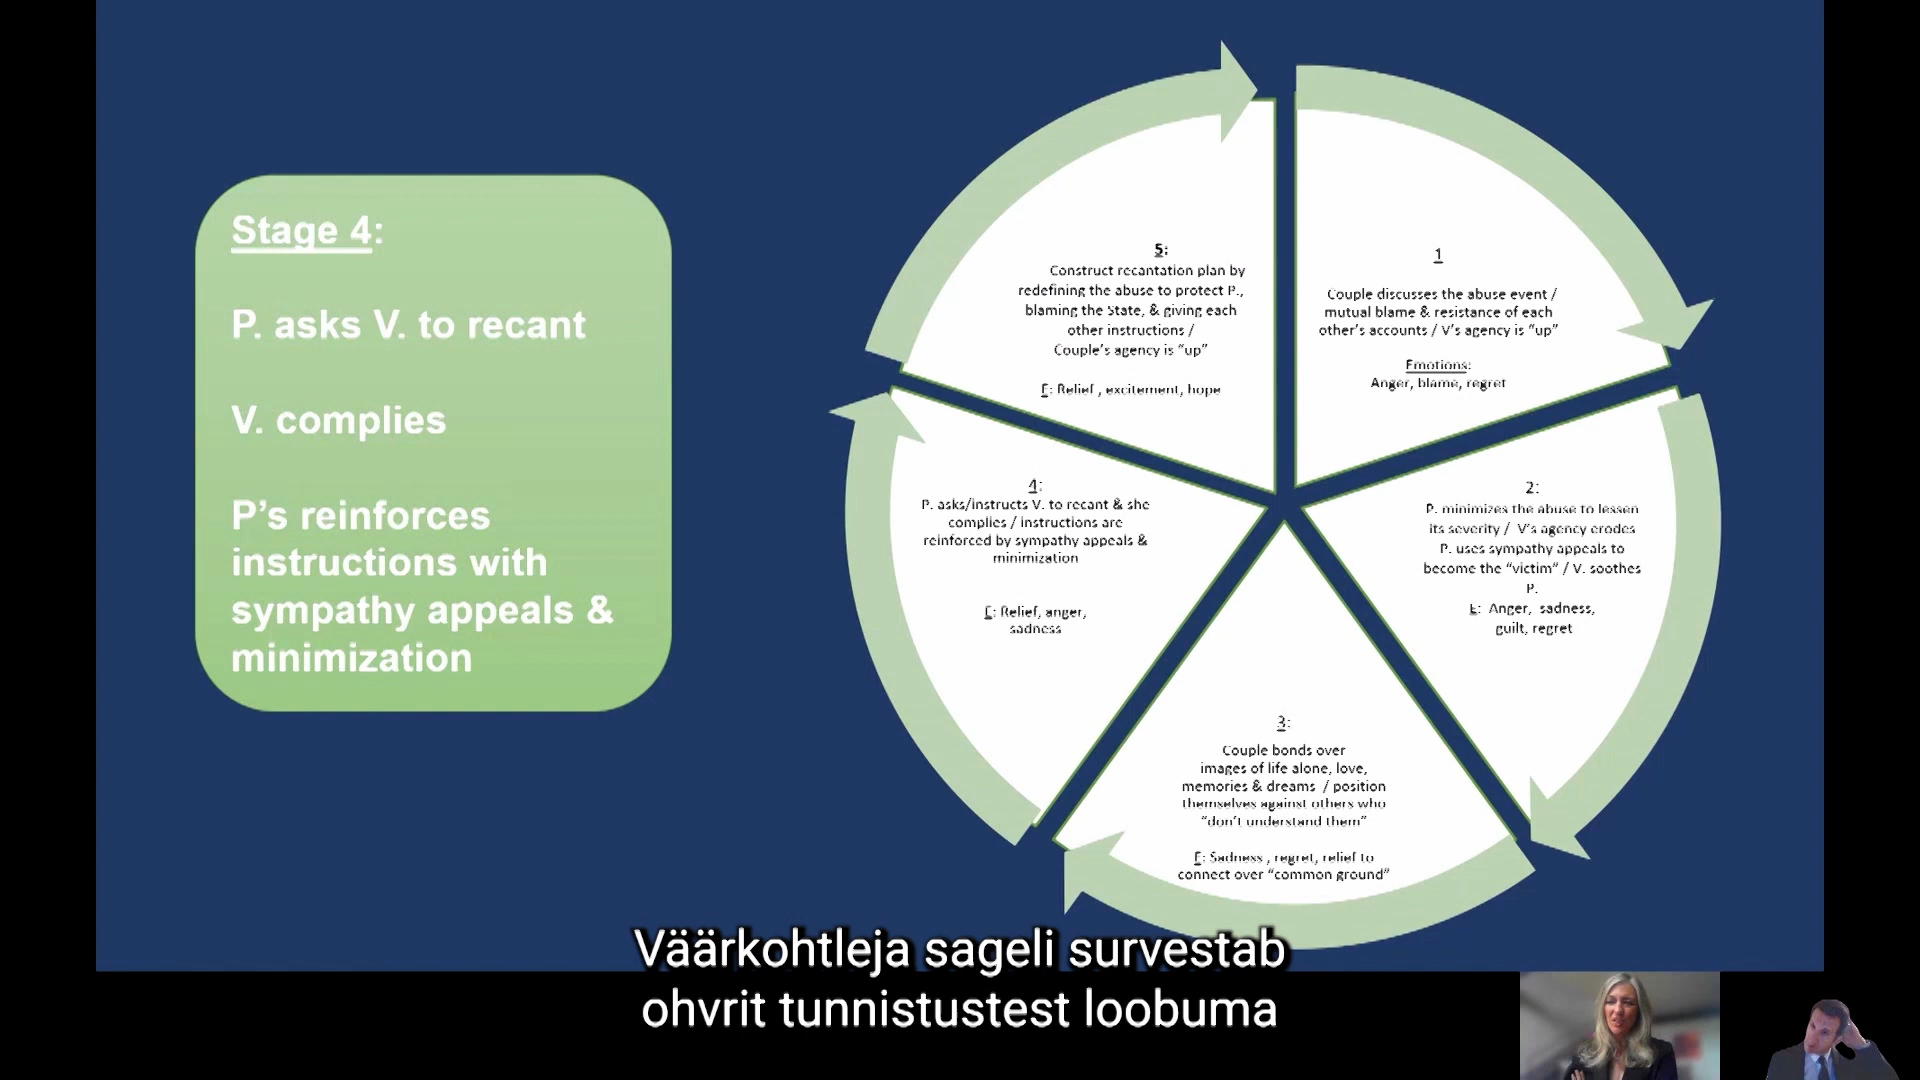 Stage 4:
P. asks V. to recant
V. complies
P’s reinforces
instructions with
sympathy appeals &
minimization
1
Couple discusses the abuse event /
mutual blame & resistance of each
other’s accounts / V’s agency is “up”
Emotions:
Anger, blame, regret
2:
P. minimizes the abuse to lessen
its severity / V’s agency erodes
P. uses sympathy appeals to
become the “victim” / V. soothes
P.
E: Anger, sadness,
guilt, regret
3:
Couple bonds over
images of life alone, love,
memories & dreams / position
themselves against others who
“don’t understand them”
E: Sadness , regret, relief to
connect over “common ground”
4:
P. asks/instructs V. to recant & she
complies / instructions are
reinforced by sympathy appeals &
minimization
E: Relief, anger,
sadness
5:
Construct recantation plan by
redefining the abuse to protect P.,
blaming the State, & giving each
other instructions /
Couple’s agency is “up”
E: Relief , excitement, hope
Väärkohtleja sageli survestab
ohvrit tunnistustest loobuma